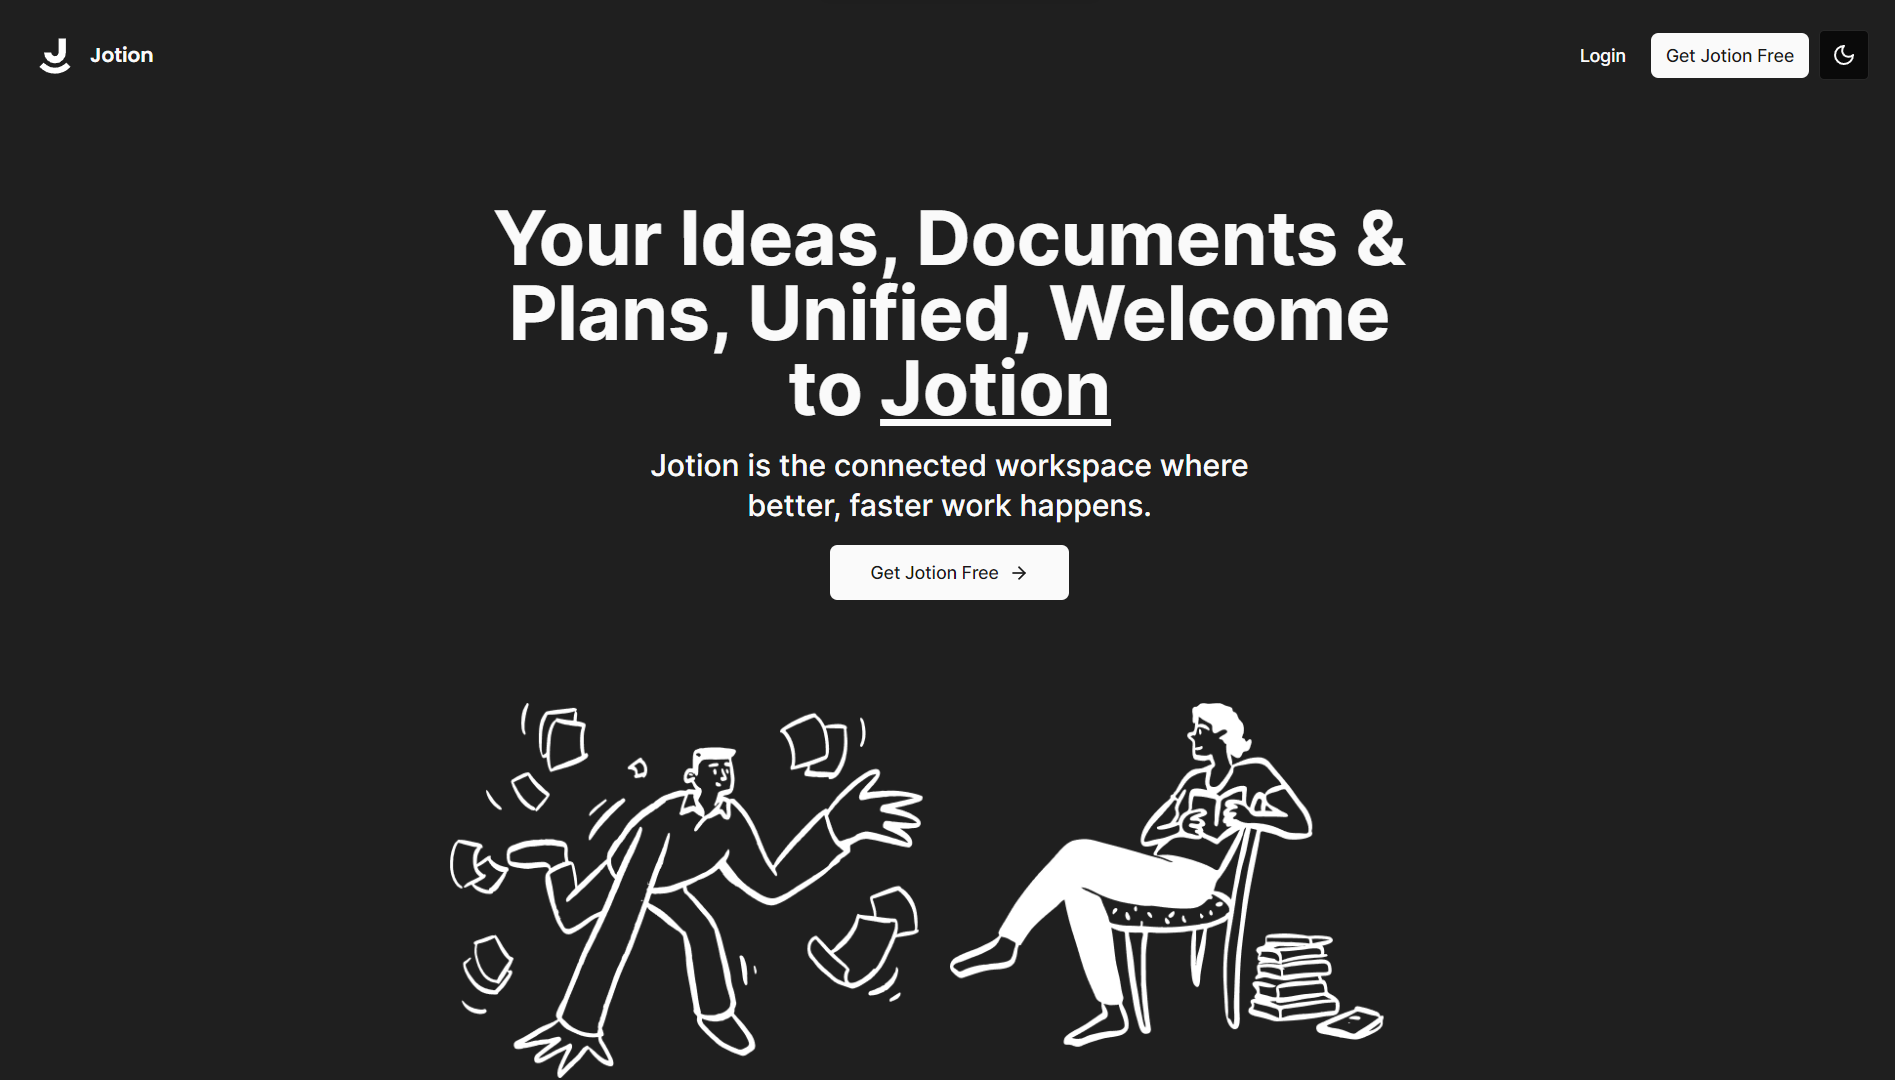 Jotion
Login
Get Jotion Free
Your Ideas, Documents &
Plans, Unified, Welcome
to Jotion
Jotion is the connected workspace where
better, faster work happens.
Get Jotion Free